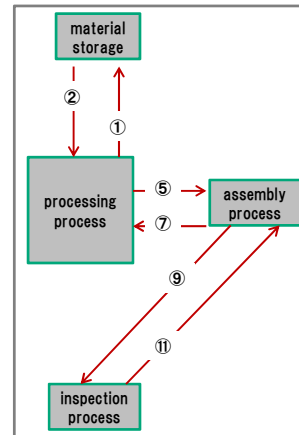 material
storage
②
①
processing
process
⑤
⑦
assembly
process
⑨
⑪
inspection
process